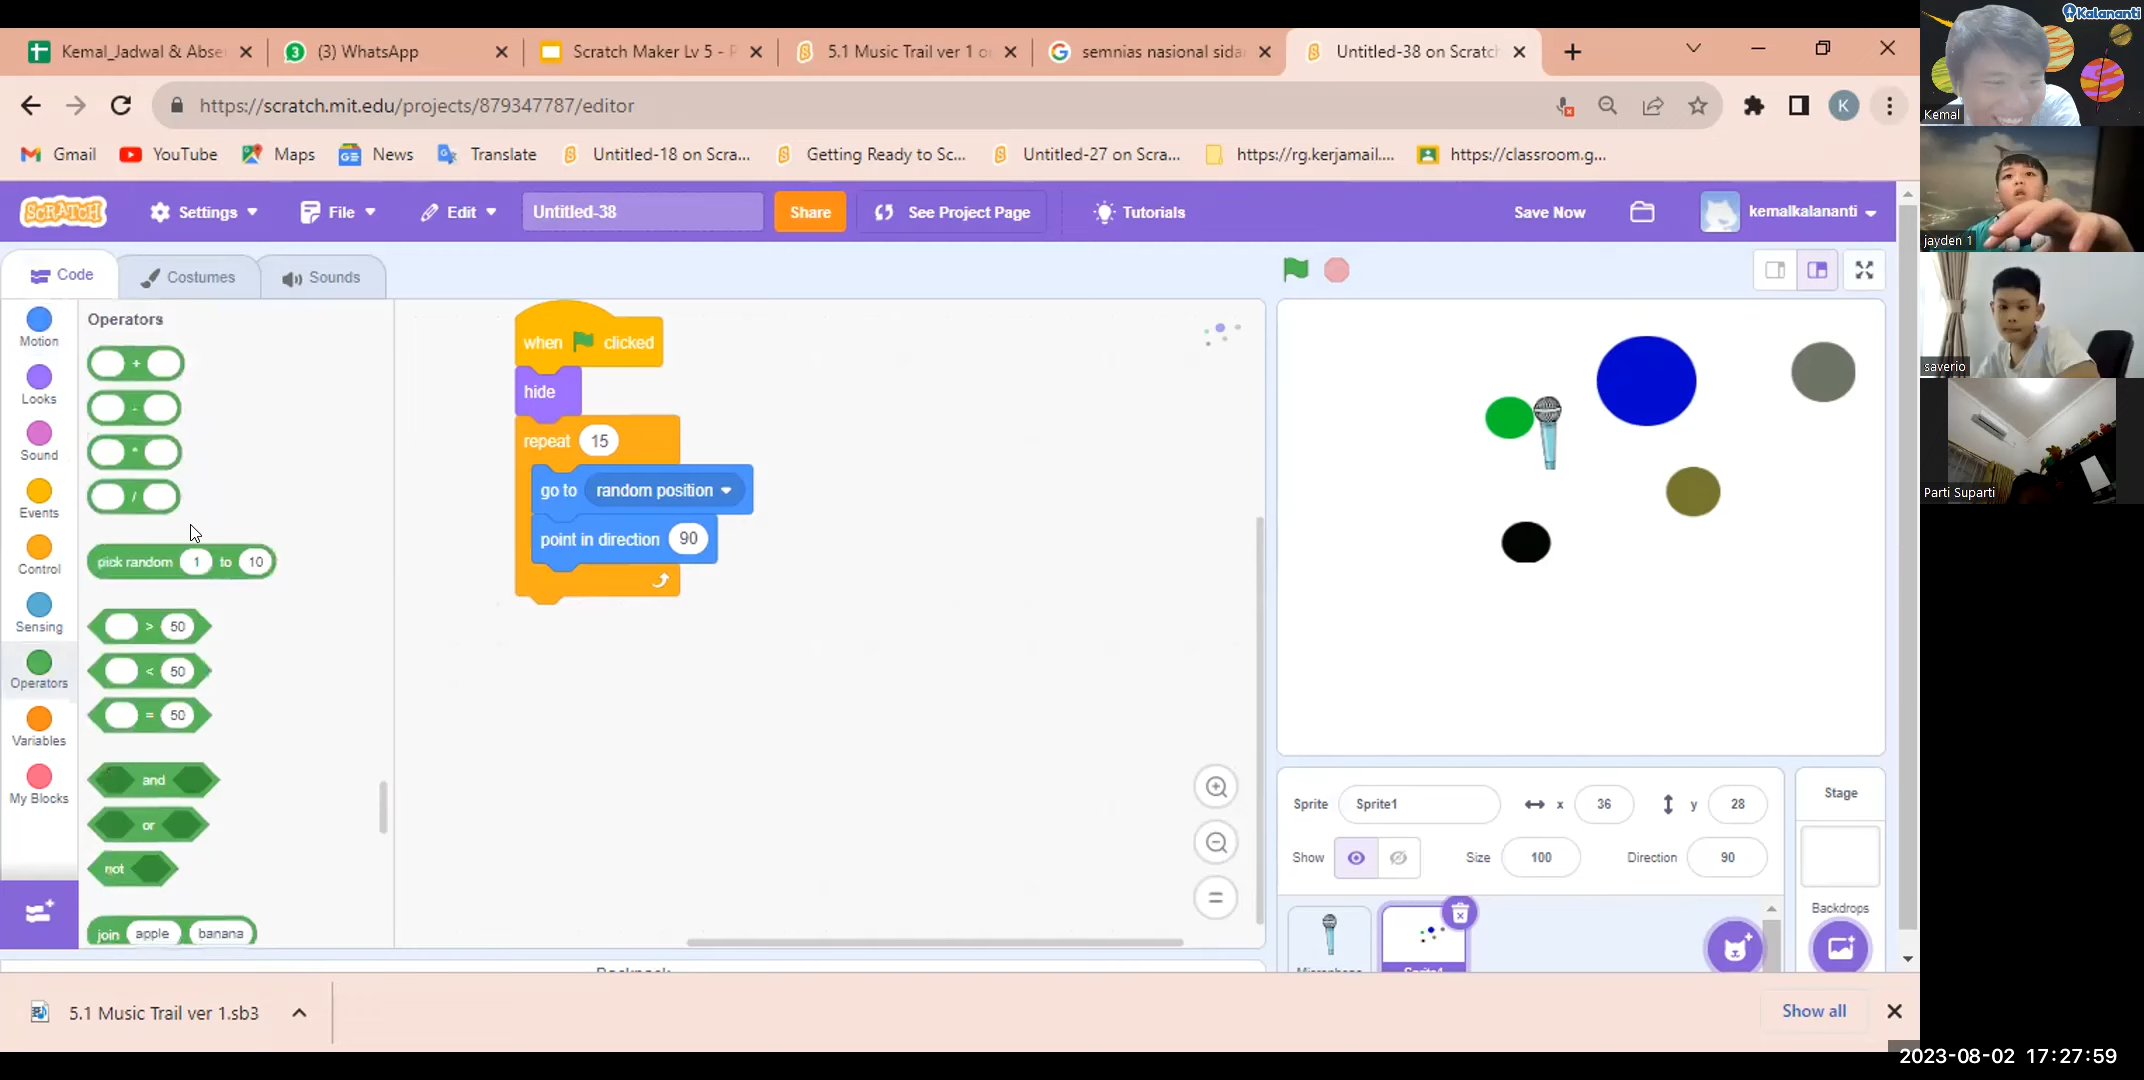 Kemal_Jadwal & Abse
(3) WhatsApp
Scratch Maker Lv 5 -
5.1 Music Trail ver 1 o
semnias nasional sida
Untitled-38 on Scratch
https://scratch.mit.edu/projects/879347787/editor
K
Gmail
YouTube
Maps
News
Translate
Untitled-18 on Scra...
Getting Ready to Sc...
Untitled-27 on Scra...
https://rg.kerjamail....
https://classroom.g...
SCRATCH
Settings
File
Edit
Untitled-38
Share
See Project Page
Tutorials
Save Now
kemalkalananti
Code
Costumes
Sounds
Motion
Looks
Sound
Events
Control
Sensing
Operators
Variables
My Blocks
Operators
+
-
*
/
pick random 1 to 10
> 50
< 50
= 50
and
or
not
join apple banana
when clicked
hide
repeat 15
go to random position
point in direction 90
Sprite Sprite1 x 36 y 28
Show Size 100 Direction 90
Stage
Backdrops
5.1 Music Trail ver 1.sb3
Show all
Kalananti
Kemal
jayden 1
saverio
Parti Suparti
2023-08-02 17:27:59